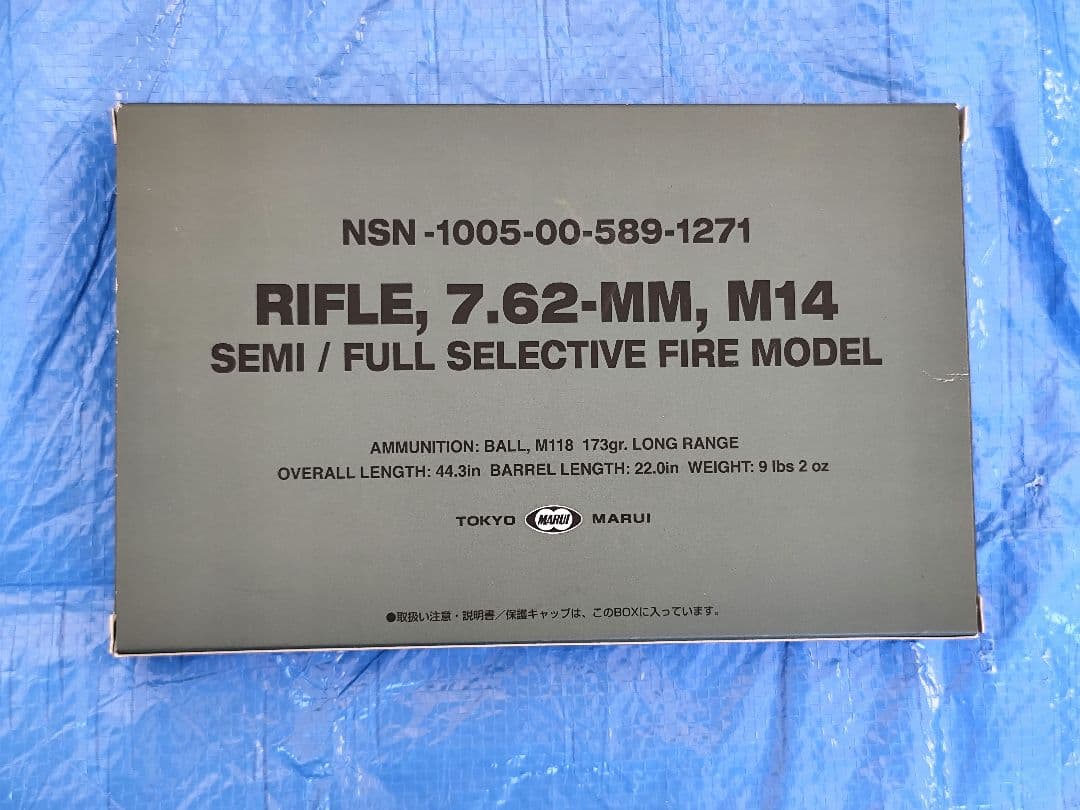 NSN -1005-00-589-1271
RIFLE, 7.62-MM, M14
SEMI / FULL SELECTIVE FIRE MODEL
AMMUNITION: BALL, M118 173gr. LONG RANGE
OVERALL LENGTH: 44.3in BARREL LENGTH: 22.0in WEIGHT: 9 lbs 2 oz
TOKYO MARUI MARUI
●取扱い注意・説明書／保護キャップは、このBOXに入っています。